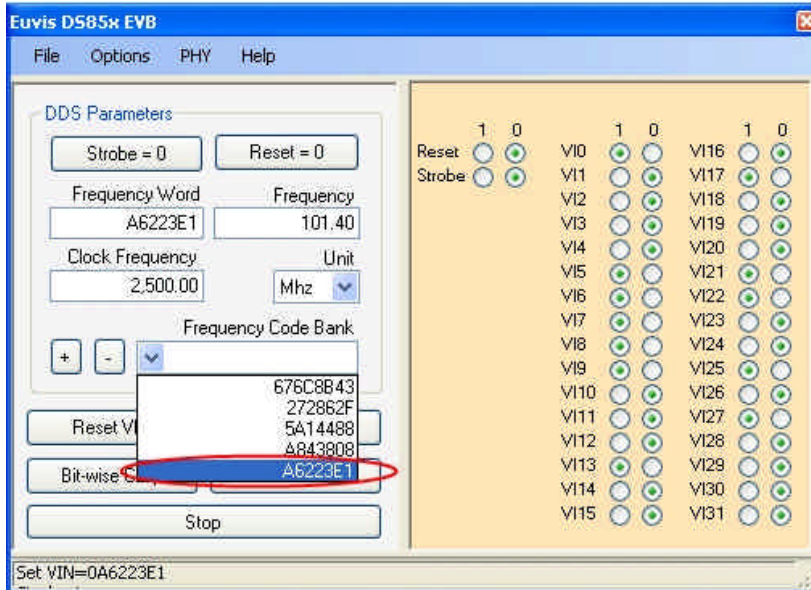 Euvis DS85x EVB
File Options PHY Help
DDS Parameters
Strobe = 0 Reset = 0
Frequency Word Frequency
A6223E1 101.40
Clock Frequency Unit
2,500.00 Mhz
Frequency Code Bank
+ -
676C8B43
272862F
5A14488
A843808
A6223E1
Reset VI
Bit-wise
Stop
1 0 1 0 1 0
Reset VI0 VI16
Strobe VI1 VI17
VI2 VI18
VI3 VI19
VI4 VI20
VI5 VI21
VI6 VI22
VI7 VI23
VI8 VI24
VI9 VI25
VI10 VI26
VI11 VI27
VI12 VI28
VI13 VI29
VI14 VI30
VI15 VI31
Set VIN=0A6223E1